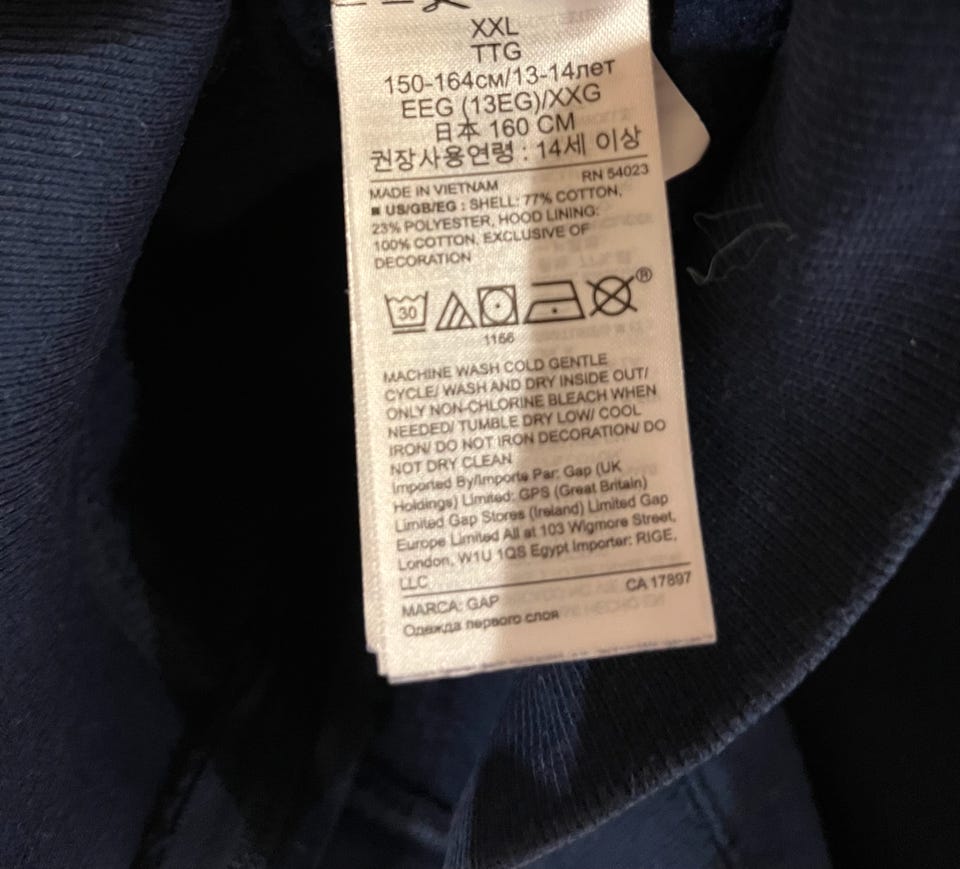 XXL
TTG
150-164см/13-14лет
EEG (13EG)/XXG
日本 160 CM
권장사용연령 : 14세 이상
RN 54023
MADE IN VIETNAM
■ US/GB/EG : SHELL: 77% COTTON,
23% POLYESTER, HOOD LINING:
100% COTTON, EXCLUSIVE OF
DECORATION
30
®
1166
MACHINE WASH COLD GENTLE
CYCLE/ WASH AND DRY INSIDE OUT/
ONLY NON-CHLORINE BLEACH WHEN
NEEDED/ TUMBLE DRY LOW/ COOL
IRON/ DO NOT IRON DECORATION/ DO
NOT DRY CLEAN
Imported By/Importe Par: Gap (UK
Holdings) Limited: GPS (Great Britain)
Limited Gap Stores (Ireland) Limited Gap
Europe Limited All at 103 Wigmore Street,
London, W1U 1QS Egypt Importer: RIGE,
LLC
CA 17897
MARCA: GAP
Одежда первого слоя